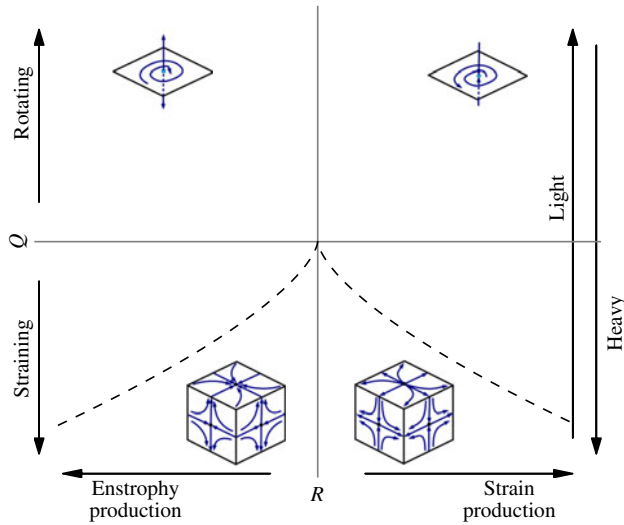 Rotating
Light
Q
Straining
Heavy
Enstrophy
production
R
Strain
production